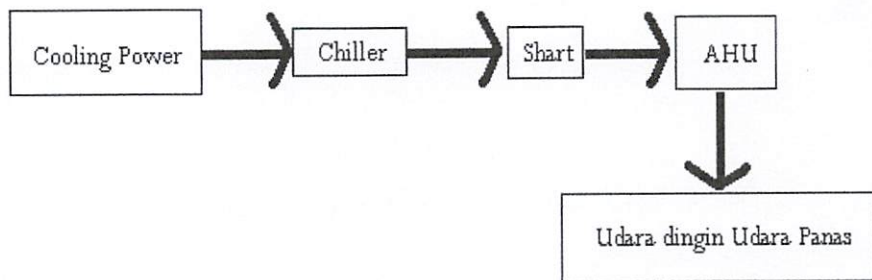 Cooling Power
Chiller
Shart
AHU
Udara dingin Udara Panas